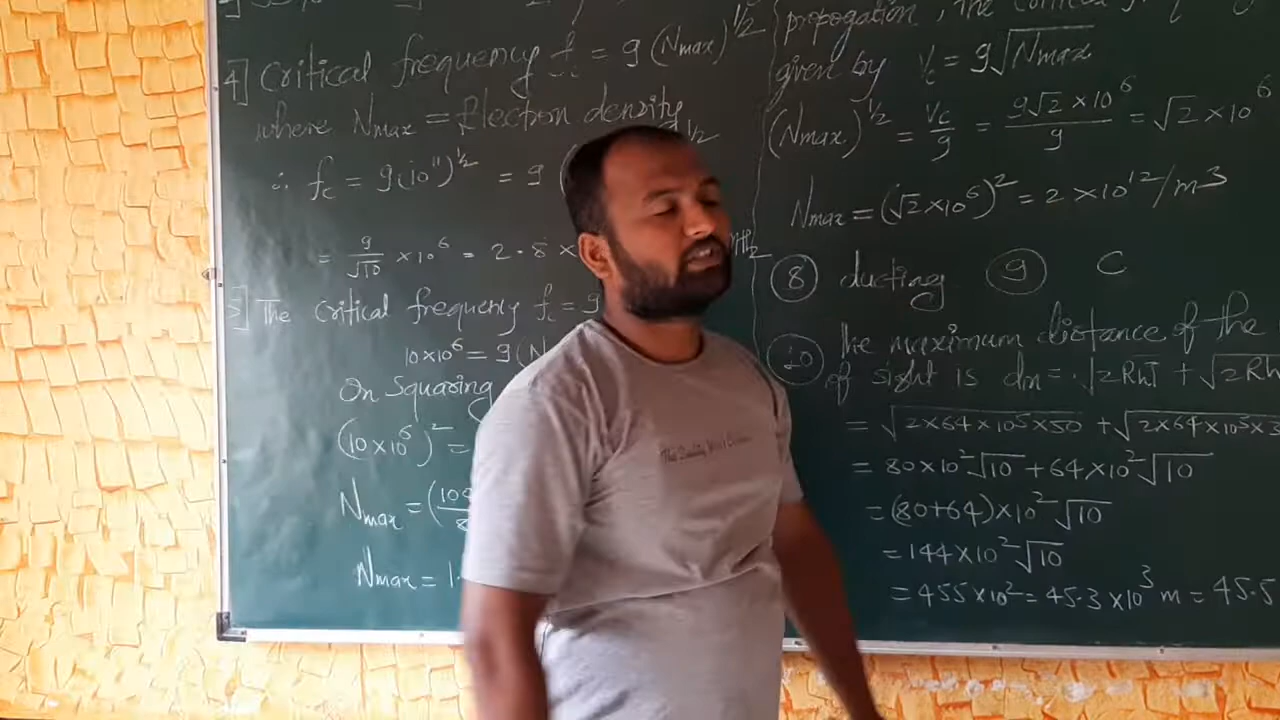 4] Critical frequency fc = 9 (Nmax)^1/2
where Nmax = Electron density
∴ fc = 9(10^11)^1/2 = 9
= 9/√10 × 10^6 = 2.8 ×
5] The critical frequency fc = 9
10×10^6 = 9(N
On Squaring
(10×10^6)^2 =
Nmax = (100
Nmax = 1.
propogation, the
given by Vc = 9√Nmax
(Nmax)^1/2 = Vc/9 = 9√2 × 10^6/9 = √2 × 10^6
Nmax = (√2×10^6)^2 = 2 × 10^12/m^3
8 ducting 9 C
10 The maximum distance of the
of sight is dm = √2RhT + √2Rh
= √2×64×10^5×50 + √2×64×10^5×3
= 80×10^2√10 + 64×10^2√10
= (80+64)×10^2√10
= 144×10^2√10
= 455×10^2 = 45.3×10^3 m = 45.5